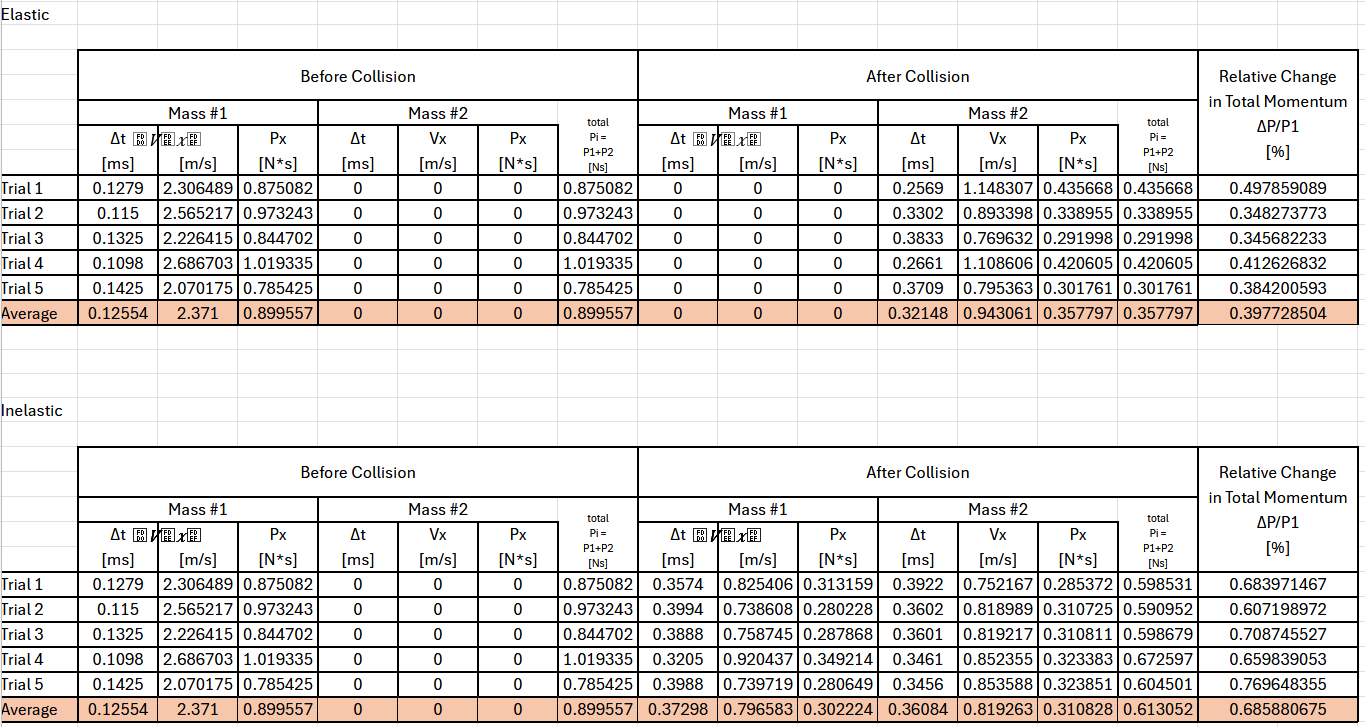 Elastic
Before Collision After Collision Relative Change in Total Momentum ΔP/P1 [%]
Mass #1 Mass #2 total Pi = P1+P2 [Ns] Mass #1 Mass #2 total Pi = P1+P2 [Ns]
Δt Px Δt Vx Px Δt Px Δt Vx Px
[ms] [m/s] [N*s] [ms] [m/s] [N*s] [ms] [m/s] [N*s] [ms] [m/s] [N*s]
Trial 1 0.1279 2.306489 0.875082 0 0 0 0.875082 0 0 0 0.2569 1.148307 0.435668 0.435668 0.497859089
Trial 2 0.115 2.565217 0.973243 0 0 0 0.973243 0 0 0 0.3302 0.893398 0.338955 0.338955 0.348273773
Trial 3 0.1325 2.226415 0.844702 0 0 0 0.844702 0 0 0 0.3833 0.769632 0.291998 0.291998 0.345682233
Trial 4 0.1098 2.686703 1.019335 0 0 0 1.019335 0 0 0 0.2661 1.108606 0.420605 0.420605 0.412626832
Trial 5 0.1425 2.070175 0.785425 0 0 0 0.785425 0 0 0 0.3709 0.795363 0.301761 0.301761 0.384200593
Average 0.12554 2.371 0.899557 0 0 0 0.899557 0 0 0 0.32148 0.943061 0.357797 0.357797 0.397728504
Inelastic
Before Collision After Collision Relative Change in Total Momentum ΔP/P1 [%]
Mass #1 Mass #2 total Pi = P1+P2 [Ns] Mass #1 Mass #2 total Pi = P1+P2 [Ns]
Δt Px Δt Vx Px Δt Px Δt Vx Px
[ms] [m/s] [N*s] [ms] [m/s] [N*s] [ms] [m/s] [N*s] [ms] [m/s] [N*s]
Trial 1 0.1279 2.306489 0.875082 0 0 0 0.875082 0.3574 0.825406 0.313159 0.3922 0.752167 0.285372 0.598531 0.683971467
Trial 2 0.115 2.565217 0.973243 0 0 0 0.973243 0.3994 0.738608 0.280228 0.3602 0.818989 0.310725 0.590952 0.607198972
Trial 3 0.1325 2.226415 0.844702 0 0 0 0.844702 0.3888 0.758745 0.287868 0.3601 0.819217 0.310811 0.598679 0.708745527
Trial 4 0.1098 2.686703 1.019335 0 0 0 1.019335 0.3205 0.920437 0.349214 0.3461 0.852355 0.323383 0.672597 0.659839053
Trial 5 0.1425 2.070175 0.785425 0 0 0 0.785425 0.3988 0.739719 0.280649 0.3456 0.853588 0.323851 0.604501 0.769648355
Average 0.12554 2.371 0.899557 0 0 0 0.899557 0.37298 0.796583 0.302224 0.36084 0.819263 0.310828 0.613052 0.685880675